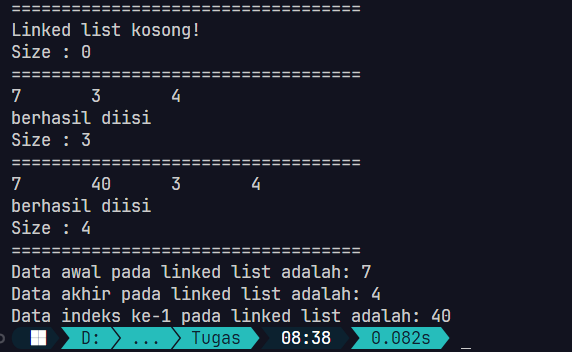 ===================================
Linked list kosong!
Size : 0
===================================
7 3 4
berhasil diisi
Size : 3
===================================
7 40 3 4
berhasil diisi
Size : 4
===================================
Data awal pada linked list adalah: 7
Data akhir pada linked list adalah: 4
Data indeks ke-1 pada linked list adalah: 40
D: ... Tugas 08:38 0.082s _